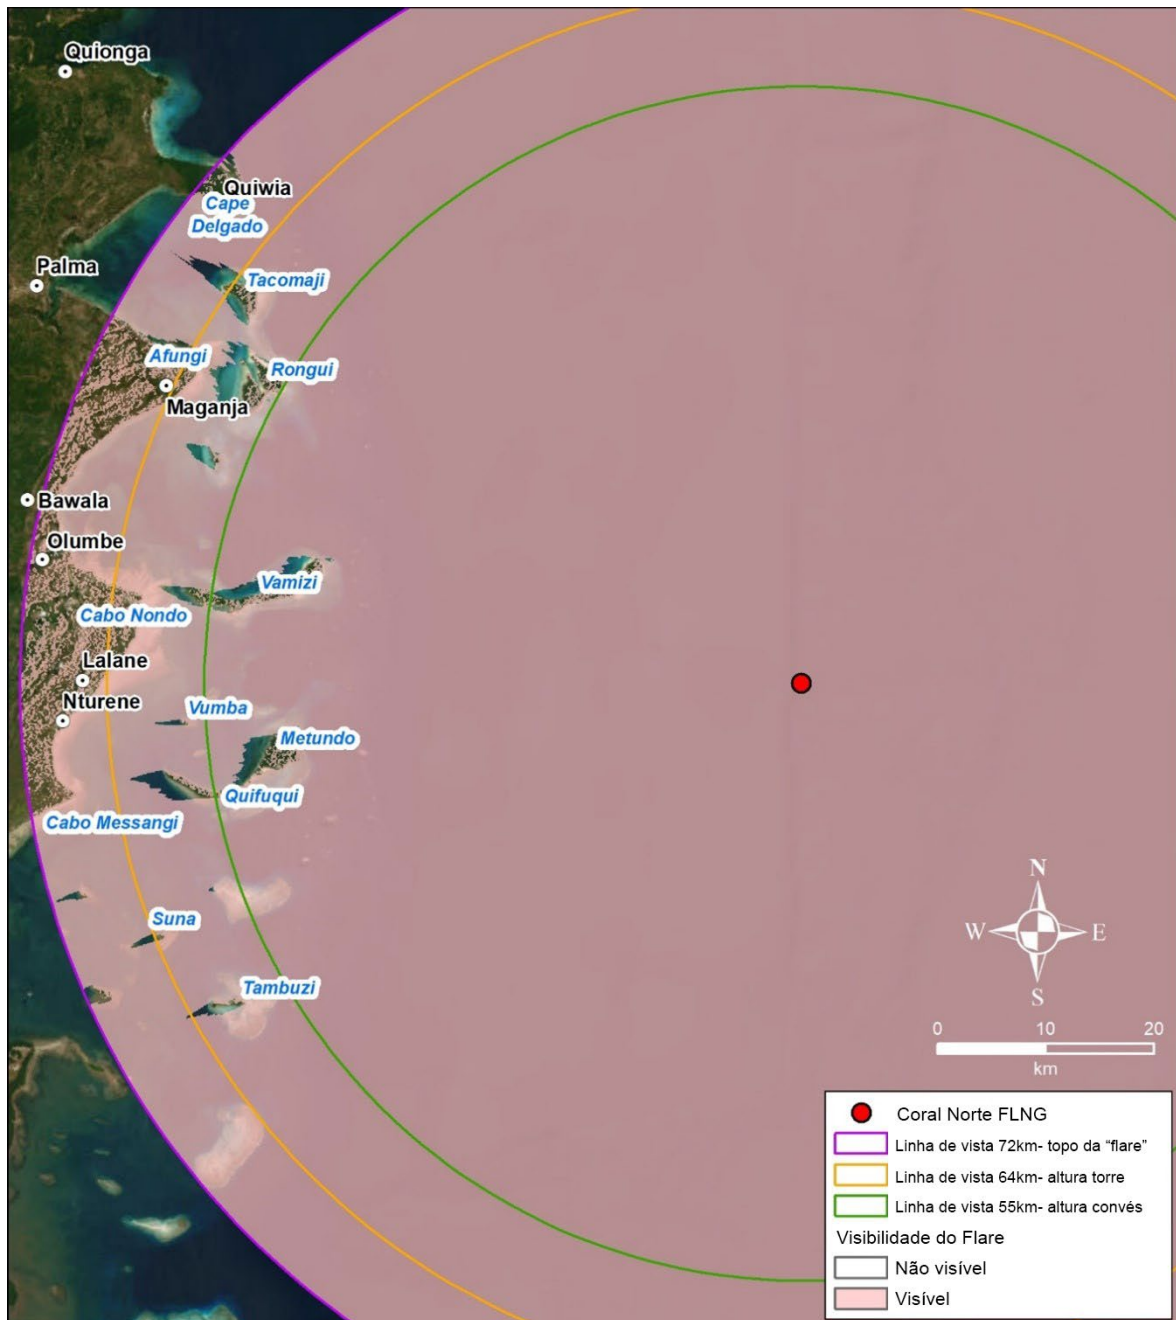 Quionga
Quiwia
Cape
Delgado
Palma
Tacomaji
Afungi
Rongui
Maganja
Bawala
Olumbe
Vamizi
Cabo Nondo
Lalane
Nturene
Vumba
Metundo
Quifuqui
Cabo Messangi
Suna
Tambuzi
N
W E
S
0 10 20
km
Coral Norte FLNG
Linha de vista 72km- topo da “flare”
Linha de vista 64km- altura torre
Linha de vista 55km- altura convés
Visibilidade do Flare
Não visível
Visível